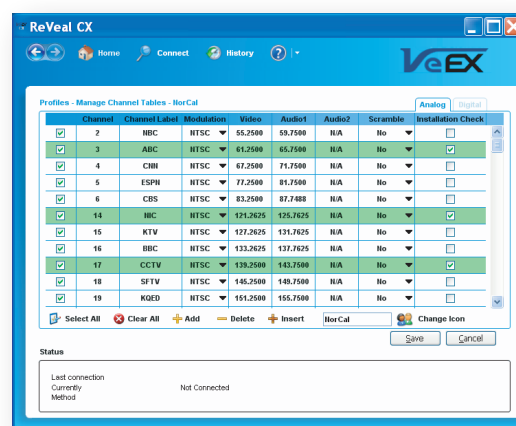 ReVeal CX
Home Connect History ?
VeEX
Profiles - Manage Channel Tables - NorCal Analog Digital
Channel Channel Label Modulation Video Audio1 Audio2 Scramble Installation Check
2 NBC NTSC 55.2500 59.7500 N/A No
3 ABC NTSC 61.2500 65.7500 N/A No
4 CNN NTSC 67.2500 71.7500 N/A No
5 ESPN NTSC 77.2500 81.7500 N/A No
6 CBS NTSC 83.2500 87.7488 N/A No
14 NIC NTSC 121.2625 125.7625 N/A No
15 KTV NTSC 127.2625 131.7625 N/A No
16 BBC NTSC 133.2625 137.7625 N/A No
17 CCTV NTSC 139.2500 143.7500 N/A No
18 SFTV NTSC 145.2500 149.7500 N/A No
19 KQED NTSC 151.2500 155.7500 N/A No
Select All Clear All Add Delete Insert NorCal Change Icon
Save Cancel
Status
Last connection
Currently Not Connected
Method